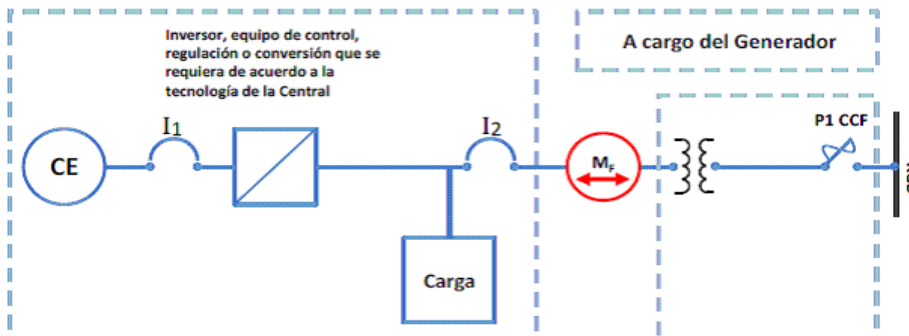 Inversor, equipo de control,
regulación o conversión que se
requiera de acuerdo a la
tecnología de la Central
A cargo del Generador
I1
I2
P1 CCF
CE
MF
Carga